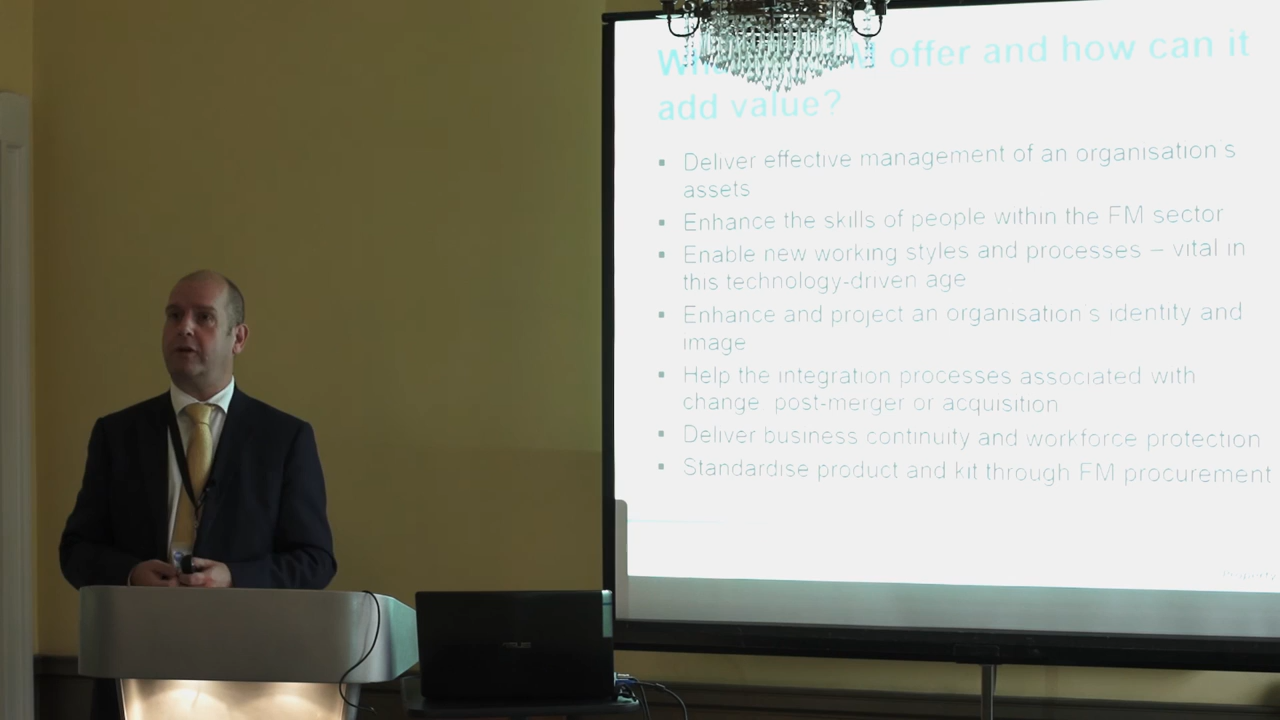 offer and how can it
add value?
▪ Deliver effective management of an organisation's
assets
▪ Enhance the skills of people within the FM sector
▪ Enable new working styles and processes – vital in
this technology-driven age
▪ Enhance and project an organisation's identity and
image
▪ Help the integration processes associated with
change post-merger or acquisition
▪ Deliver business continuity and workforce protection
▪ Standardise product and kit through FM procurement
Property
ASUS